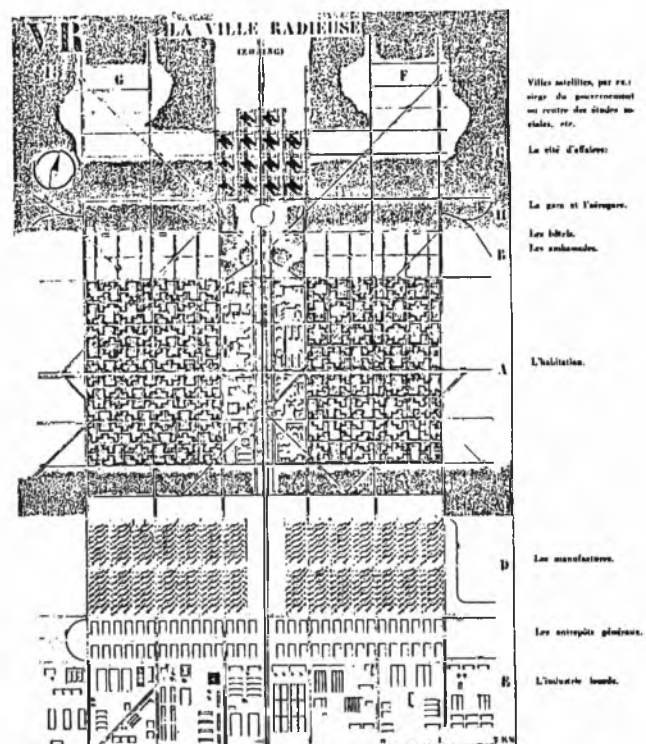 VR
LA VILLE RADIEUSE
(ZONING)
G
F
Villes satellites, par ex.:
siège du gouvernement
ou centre des études so-
ciales, etc.
La cité d'affaires:
La gare et l'aérogare.
H
Les hôtels.
Les ambassades.
B
A
L'habitation.
D
Les manufactures.
Les entrepôts généraux.
E
L'industrie lourde.